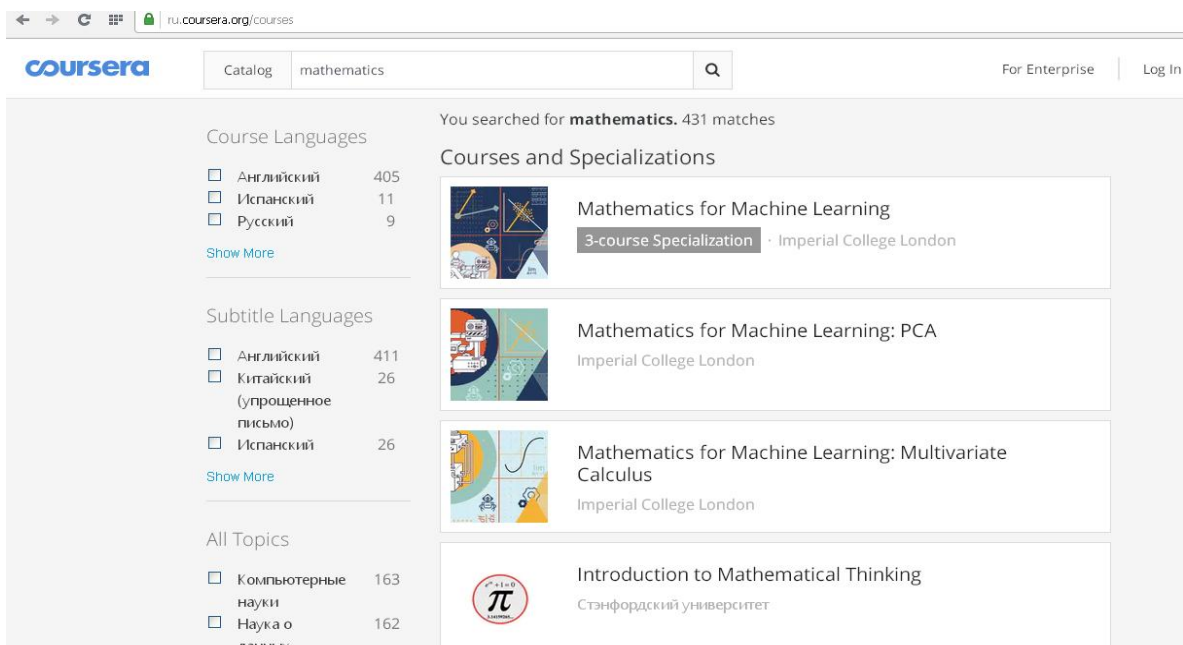 ru.coursera.org/courses
coursera
Catalog
mathematics
For Enterprise
Log In
Course Languages
Английский 405
Испанский 11
Русский 9
Show More
Subtitle Languages
Английский 411
Китайский 26
(упрощенное
письмо)
Испанский 26
Show More
All Topics
Компьютерные 163
науки
Наука о 162
You searched for mathematics. 431 matches
Courses and Specializations
Mathematics for Machine Learning
3-course Specialization · Imperial College London
Mathematics for Machine Learning: PCA
Imperial College London
Mathematics for Machine Learning: Multivariate
Calculus
Imperial College London
π
Introduction to Mathematical Thinking
Стэнфордский университет